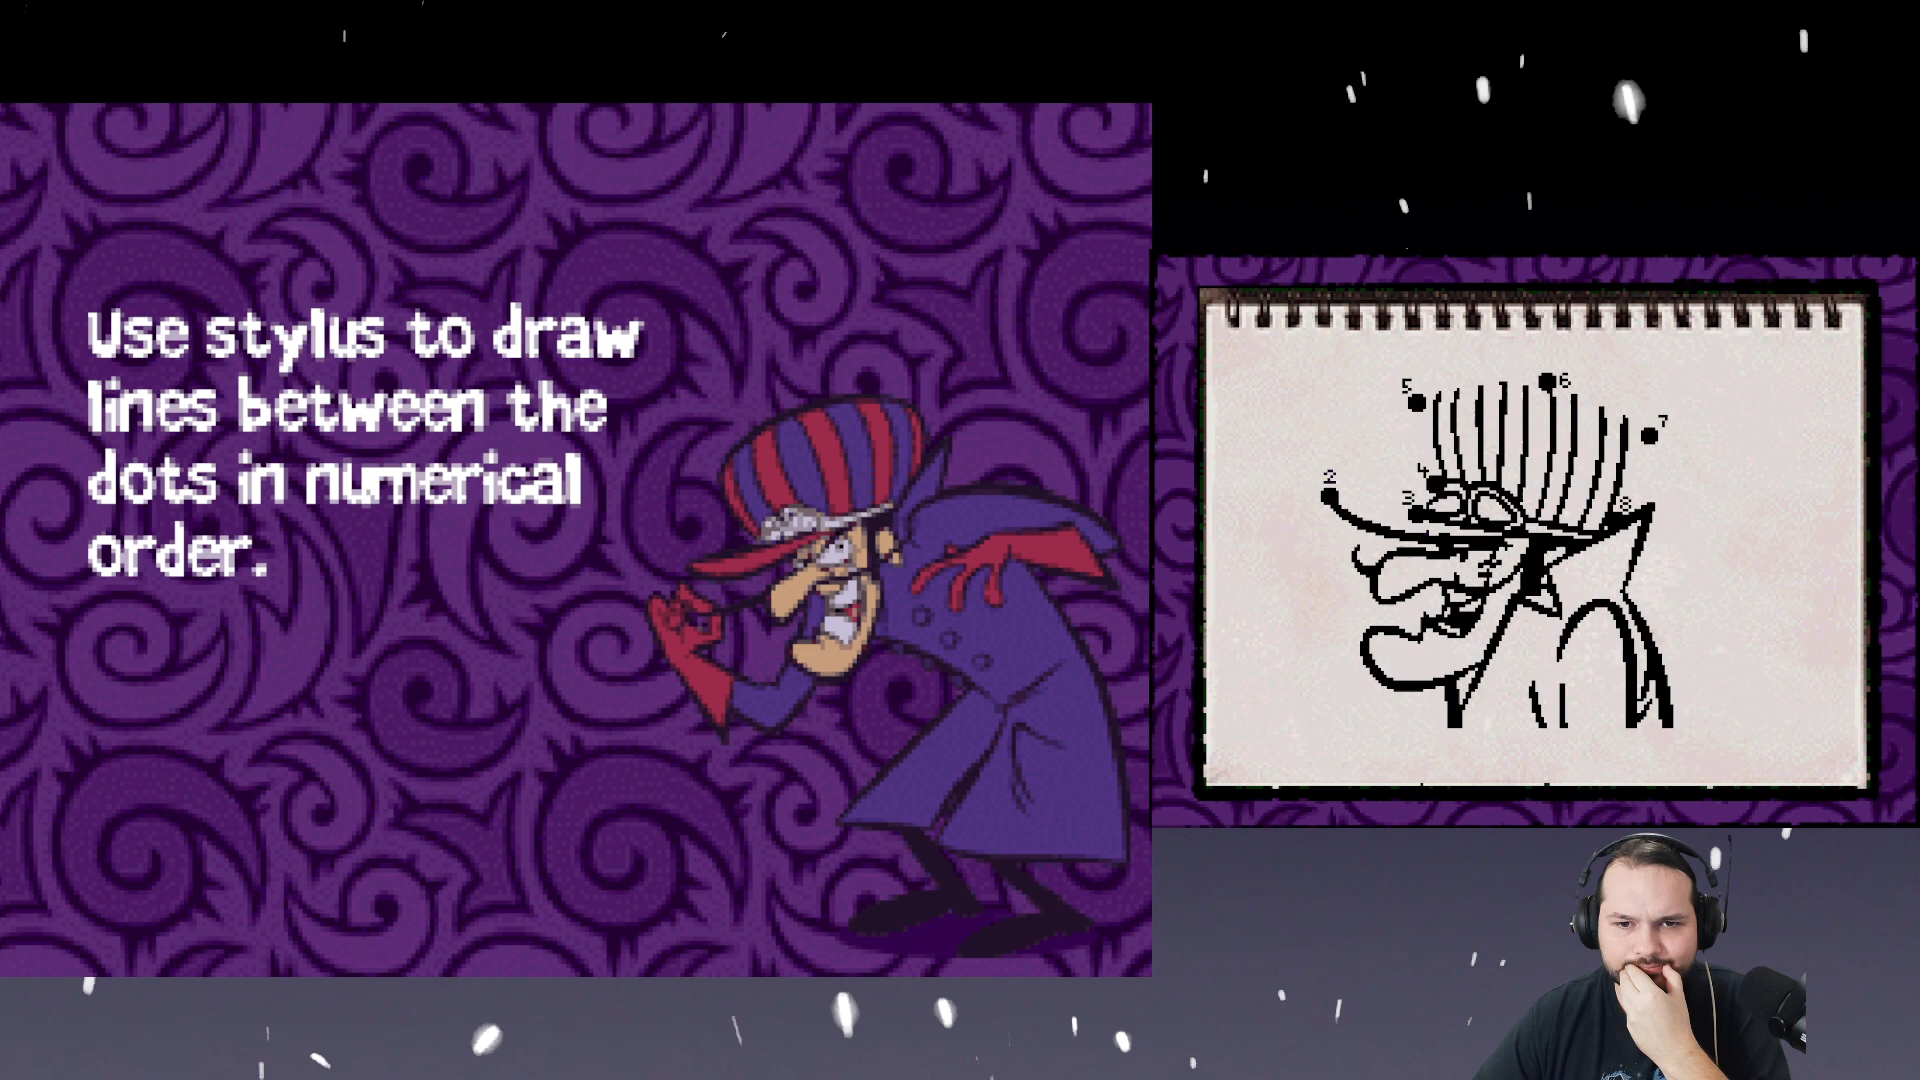 Use stylus to draw
lines between the
dots in numerical
order.
5
6
7
2
4
3
8